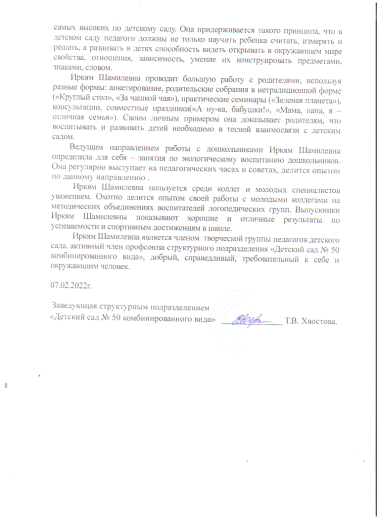 самых высоких по детскому саду. Она придерживается такого принципа, что в
детском саду педагоги должны не только научить ребенка считать, измерять и
решать, а развивать в детях способность видеть открывать в окружающем мире
свойства, отношения, зависимость, умение их конструировать предметами,
знаками, словом.
Иркям Шамилевна проводит большую работу с родителями, используя
разные формы: анкетирование, родительские собрания в нетрадиционной форме
(«Круглый стол», «За чашкой чая»), практические семинары («Зеленая планета»),
консультации, совместные праздники(«А ну-ка, бабушки!», «Мама, папа, я –
отличная семья»). Своим личным примером она доказывает родителям, что
воспитывать и развивать детей необходимо в тесной взаимосвязи с детским
садом.
Ведущим направлением работы с дошкольниками Иркям Шамилевна
определила для себя – занятия по экологическому воспитанию дошкольников.
Она регулярно выступает на педагогических часах и советах, делится опытом
по данному направлению .
Иркям Шамилевна пользуется среди коллег и молодых специалистов
уважением. Охотно делится опытом своей работы с молодыми коллегами на
методических объединениях воспитателей логопедических групп. Выпускники
Иркям Шамилевны показывают хорошие и отличные результаты по
успеваемости и спортивным достижениям в школе.
Иркям Шамилевна является членом творческой группы педагогов детского
сада, активный член профсоюза структурного подразделения «Детский сад № 50
комбинированного вида», добрый, справедливый, требовательный к себе и
окружающим человек.
07.02.2022г.
Заведующая структурным подразделением
«Детский сад № 50 комбинированного вида» Т.В. Хвостова.